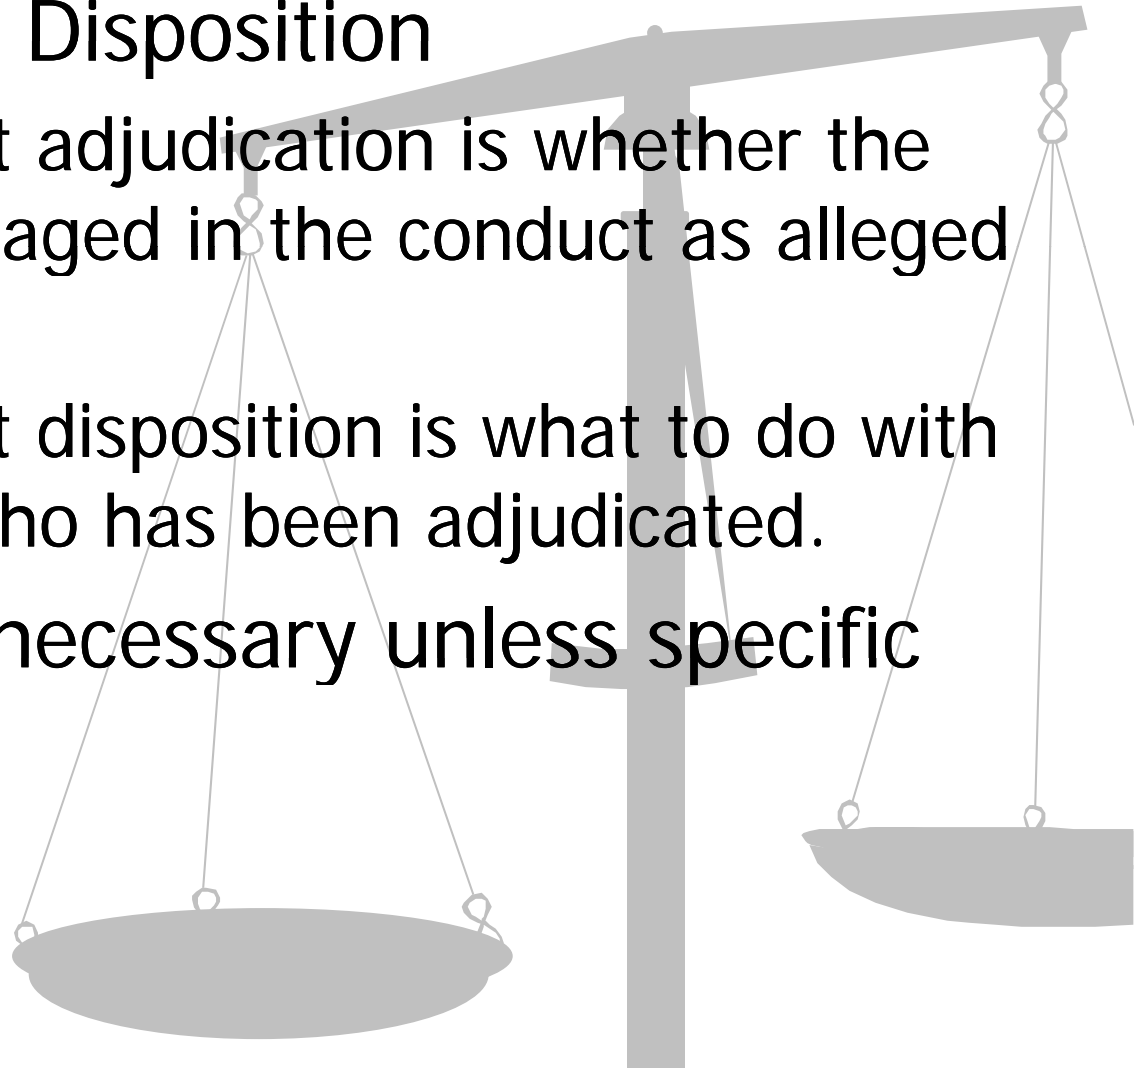 Disposition
t adjudication is whether the
aged in the conduct as alleged
t disposition is what to do with
ho has been adjudicated.
necessary unless specific